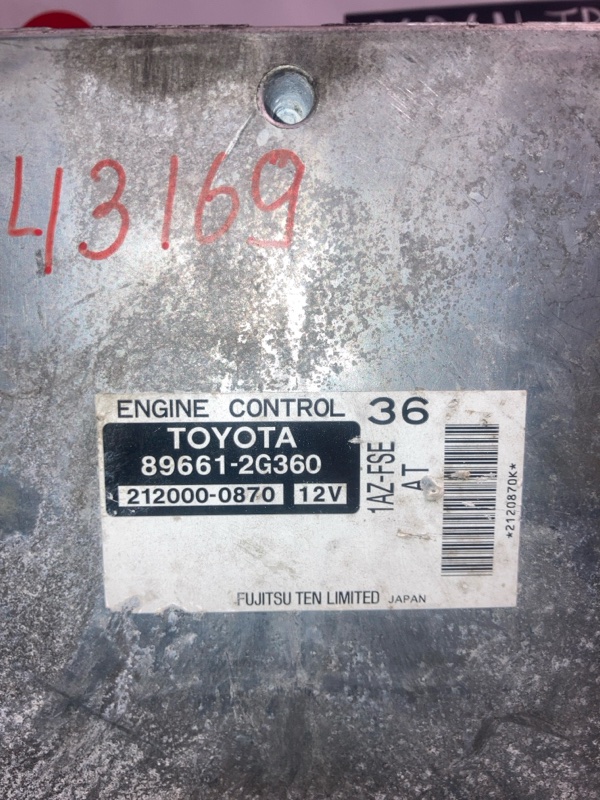 43169
ENGINE CONTROL 36
TOYOTA
89661-2G360
212000-0870 12V
1AZ-FSE
AT
*2120870K*
FUJITSU TEN LIMITED JAPAN